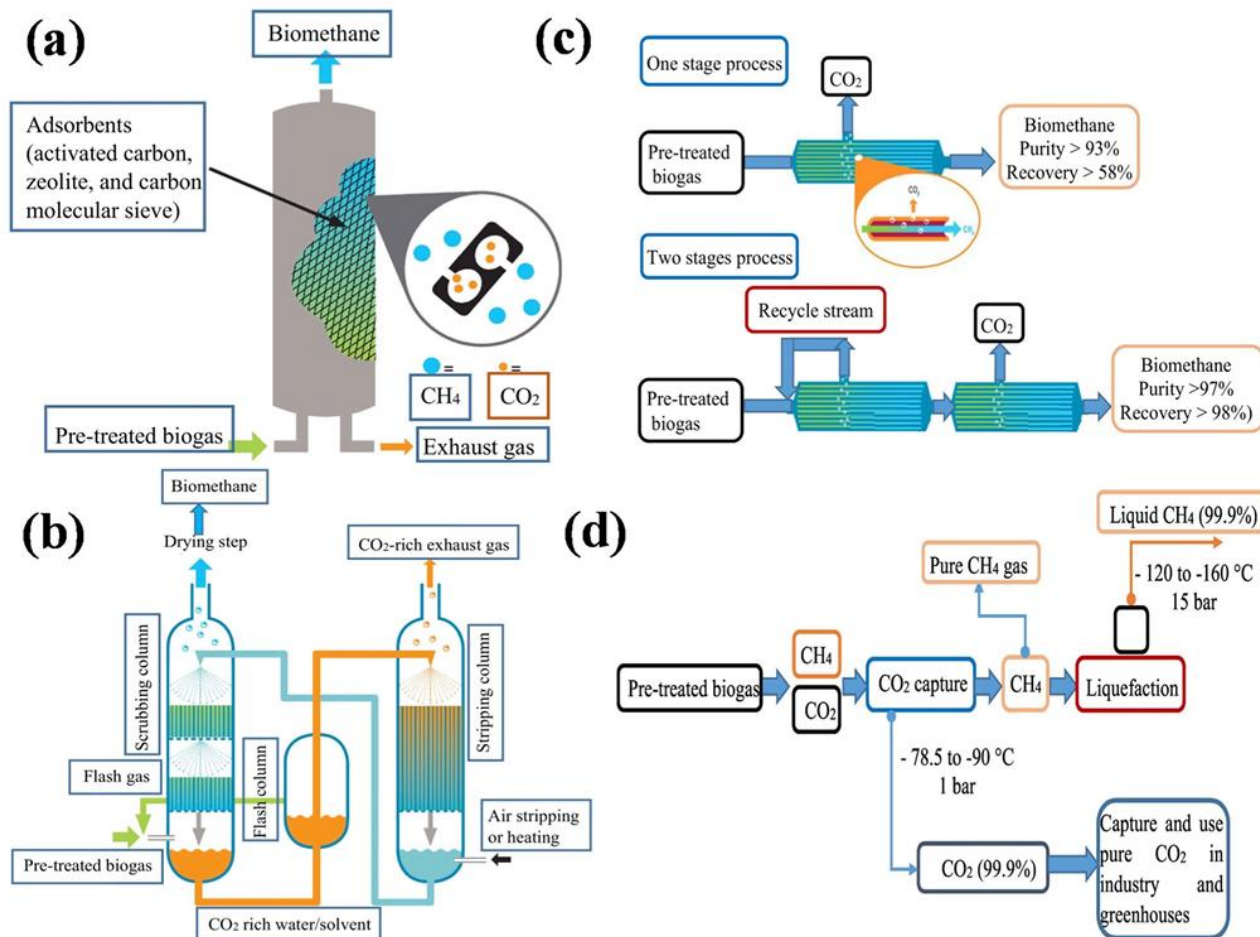 (a)
Biomethane
Adsorbents
(activated carbon,
zeolite, and carbon
molecular sieve)
=
CH₄
=
CO₂
Pre-treated biogas
Exhaust gas
(b)
Biomethane
Drying step
CO₂-rich exhaust gas
Scrubbing column
Stripping column
Flash gas
Flash column
Air stripping
or heating
Pre-treated biogas
CO₂ rich water/solvent
(c)
One stage process
CO₂
Pre-treated
biogas
Biomethane
Purity > 93%
Recovery > 58%
CO₂
CH₄
Two stages process
Recycle stream
CO₂
Pre-treated
biogas
Biomethane
Purity >97%
Recovery > 98%)
(d)
Liquid CH₄ (99.9%)
Pure CH₄ gas
- 120 to -160 °C
15 bar
Pre-treated biogas
CH₄
CO₂
CO₂ capture
CH₄
Liquefaction
- 78.5 to -90 °C
1 bar
CO₂ (99.9%)
Capture and use
pure CO₂ in
industry and
greenhouses